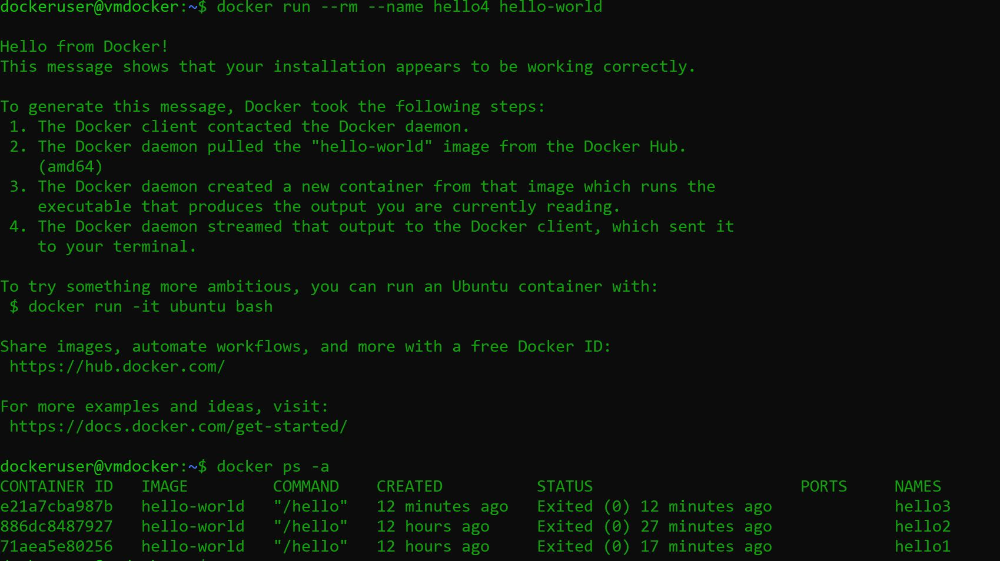 dockeruser@vmdocker:~$ docker run --rm --name hello4 hello-world
Hello from Docker!
This message shows that your installation appears to be working correctly.
To generate this message, Docker took the following steps:
1. The Docker client contacted the Docker daemon.
2. The Docker daemon pulled the "hello-world" image from the Docker Hub.
(amd64)
3. The Docker daemon created a new container from that image which runs the
executable that produces the output you are currently reading.
4. The Docker daemon streamed that output to the Docker client, which sent it
to your terminal.
To try something more ambitious, you can run an Ubuntu container with:
$ docker run -it ubuntu bash
Share images, automate workflows, and more with a free Docker ID:
https://hub.docker.com/
For more examples and ideas, visit:
https://docs.docker.com/get-started/
dockeruser@vmdocker:~$ docker ps -a
CONTAINER ID IMAGE COMMAND CREATED STATUS PORTS NAMES
e21a7cba987b hello-world "/hello" 12 minutes ago Exited (0) 12 minutes ago hello3
886dc8487927 hello-world "/hello" 12 hours ago Exited (0) 27 minutes ago hello2
71aea5e80256 hello-world "/hello" 12 hours ago Exited (0) 17 minutes ago hello1